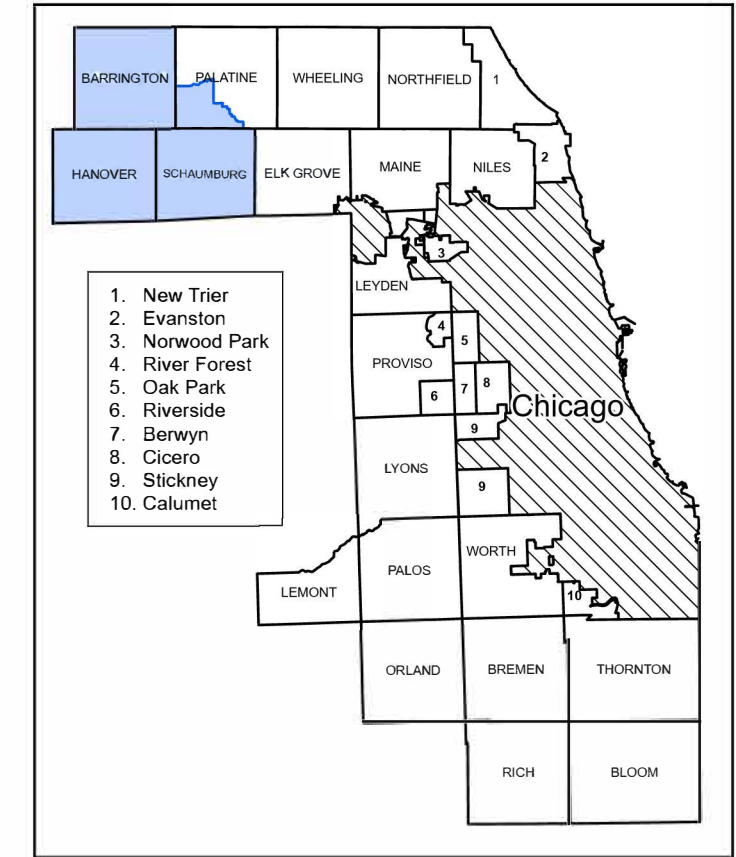 BARRINGTON
PALATINE
WHEELING
NORTHFIELD
1
HANOVER
SCHAUMBURG
ELK GROVE
MAINE
NILES
2
3
LEYDEN
1. New Trier
2. Evanston
3. Norwood Park
4. River Forest
5. Oak Park
6. Riverside
7. Berwyn
8. Cicero
9. Stickney
10. Calumet
4
5
PROVISO
6
7
8
Chicago
9
LYONS
9
WORTH
PALOS
LEMONT
10
ORLAND
BREMEN
THORNTON
RICH
BLOOM